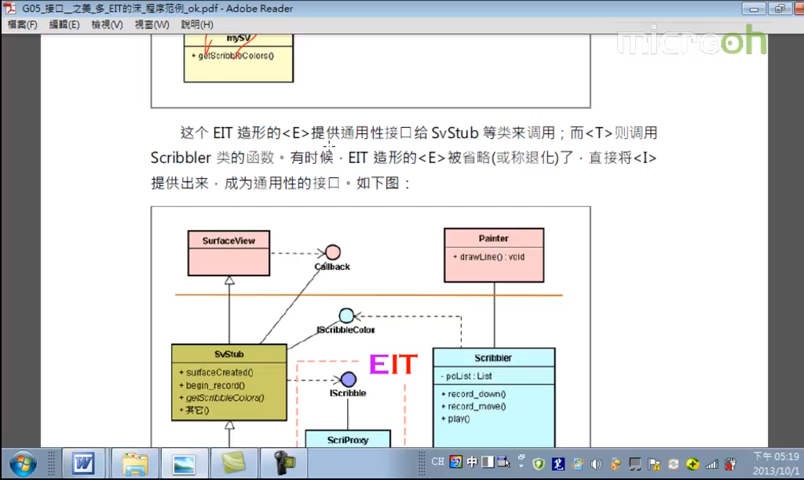 G05_接口__之美_多_EIT的沫_程序范例_ok.pdf - Adobe Reader
檔案(F) 編輯(E) 檢視(V) 視窗(W) 說明(H)
microoh
mySV
+ getScribbleColors()
这个 EIT 造形的<E>提供通用性接口给 SvStub 等类来调用；而<T>则调用
Scribbler 类的函数。有时候，EIT 造形的<E>被省略(或称退化)了，直接将<I>
提供出来，成为通用性的接口。如下图：
SurfaceView
Callback
Painter
+ drawLine() : void
IScribbleColor
SvStub
+ surfaceCreated()
+ begin_record()
+ getScribbleColors()
+ 其它()
EIT
IScribble
ScriProxy
Scribbler
- pcList : List
+ record_down()
+ record_move()
+ play()
CH
中
下午 05:19
2013/10/1